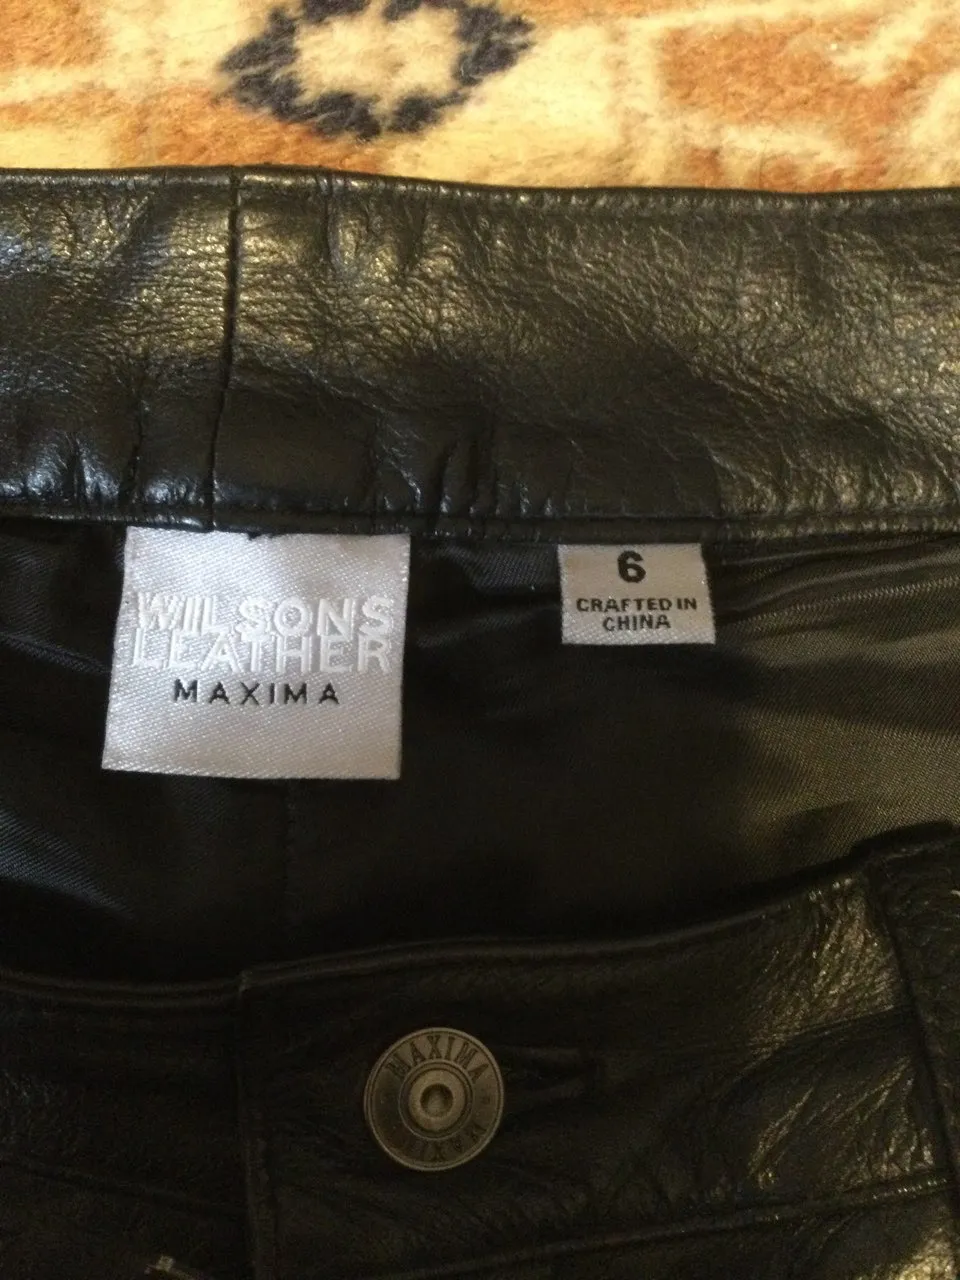 WILSONS
LEATHER
MAXIMA
6
CRAFTED IN
CHINA
MAXIMA
MAXIMA